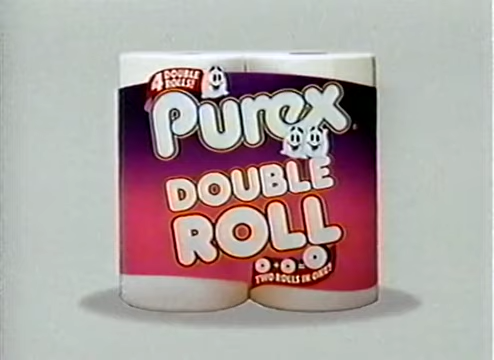 4 DOUBLE
ROLLS!
Purex
DOUBLE
ROLL
TWO ROLLS IN ONE!